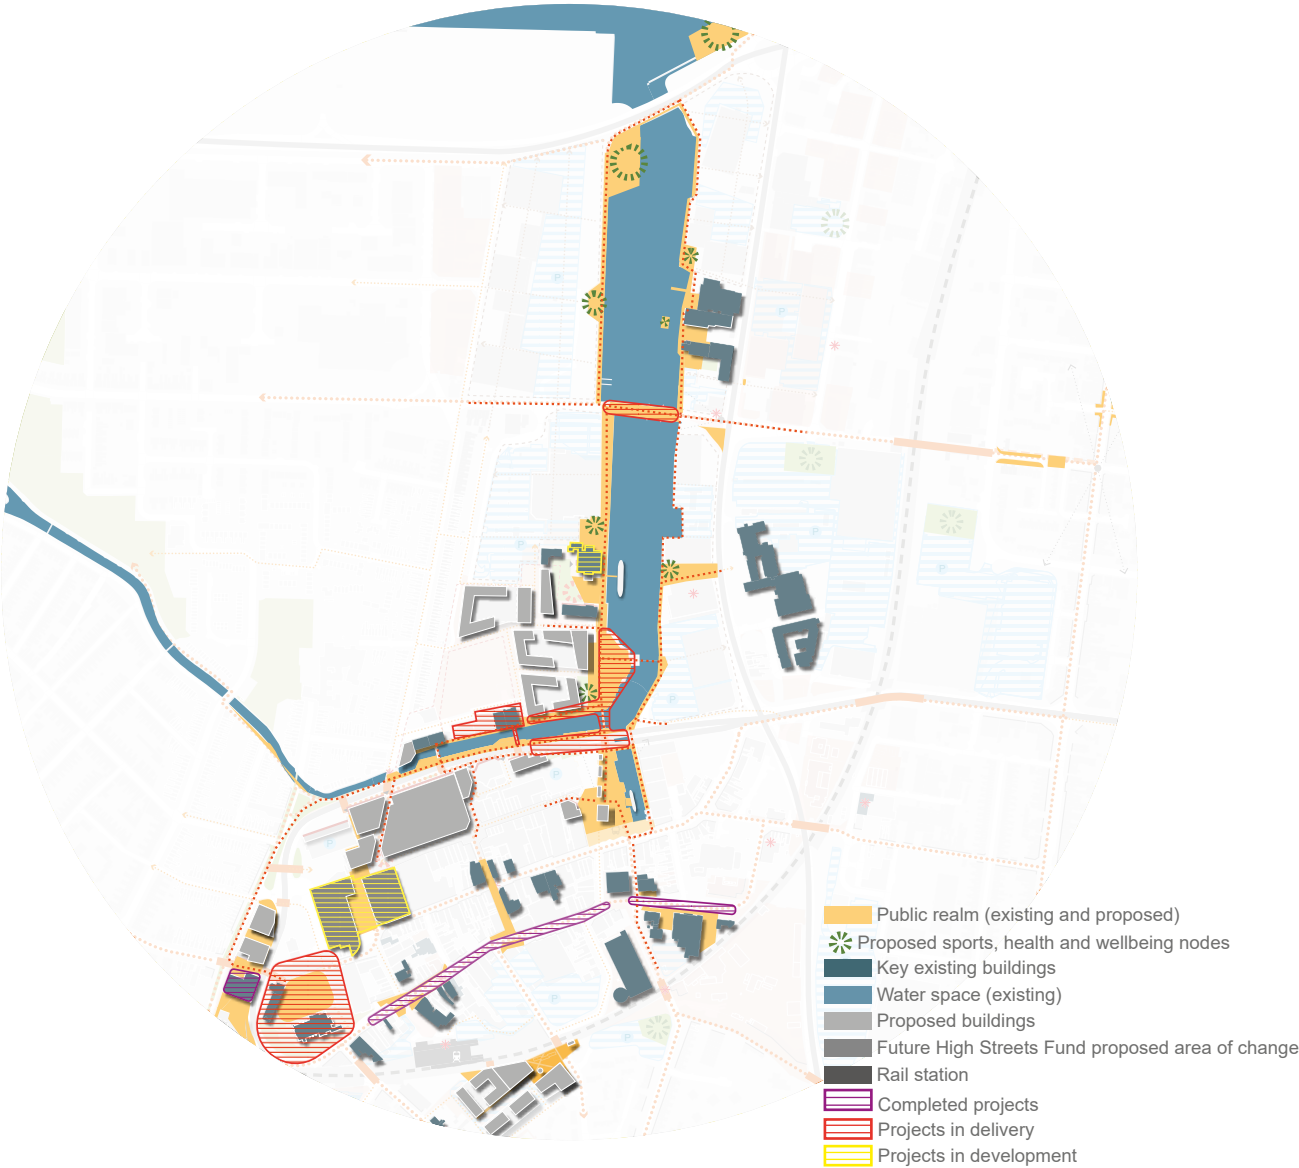 P
P
P
P
P
P
P
P
P
P
P
Public realm (existing and proposed)
Proposed sports, health and wellbeing nodes
Key existing buildings
Water space (existing)
Proposed buildings
Future High Streets Fund proposed area of change
Rail station
Completed projects
Projects in delivery
Projects in development